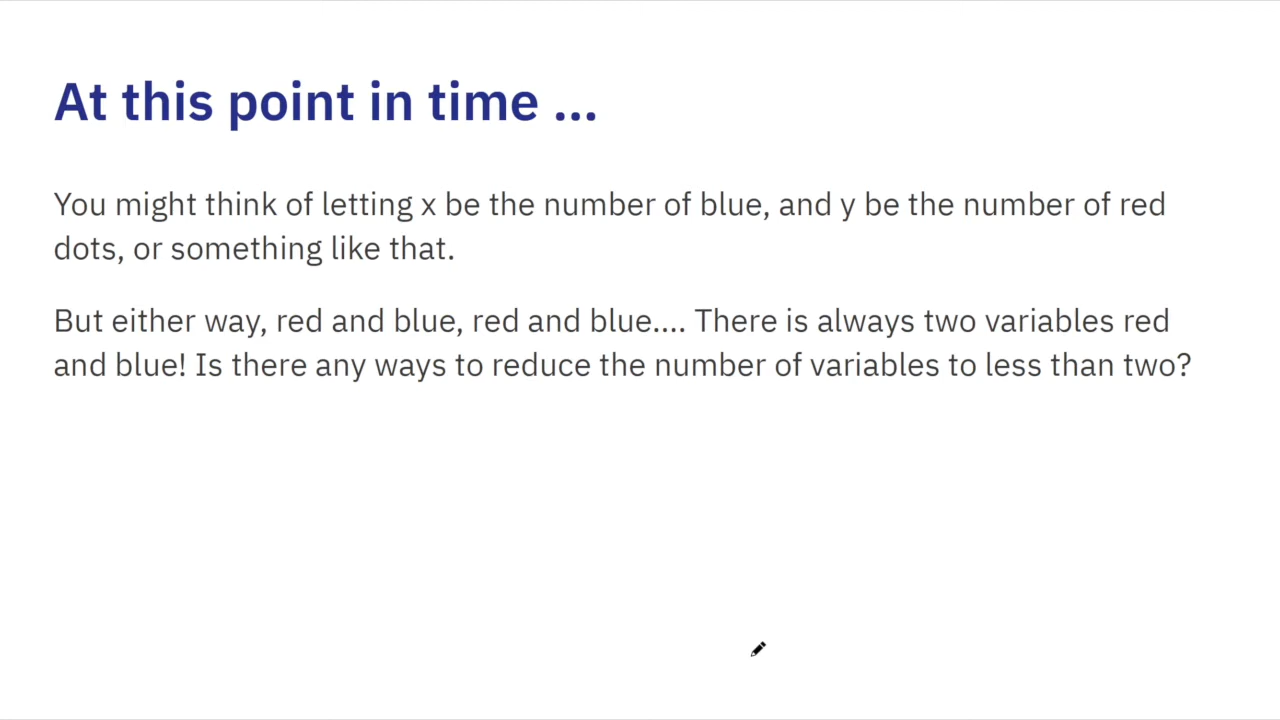 At this point in time ...
You might think of letting x be the number of blue, and y be the number of red
dots, or something like that.
But either way, red and blue, red and blue.... There is always two variables red
and blue! Is there any ways to reduce the number of variables to less than two?